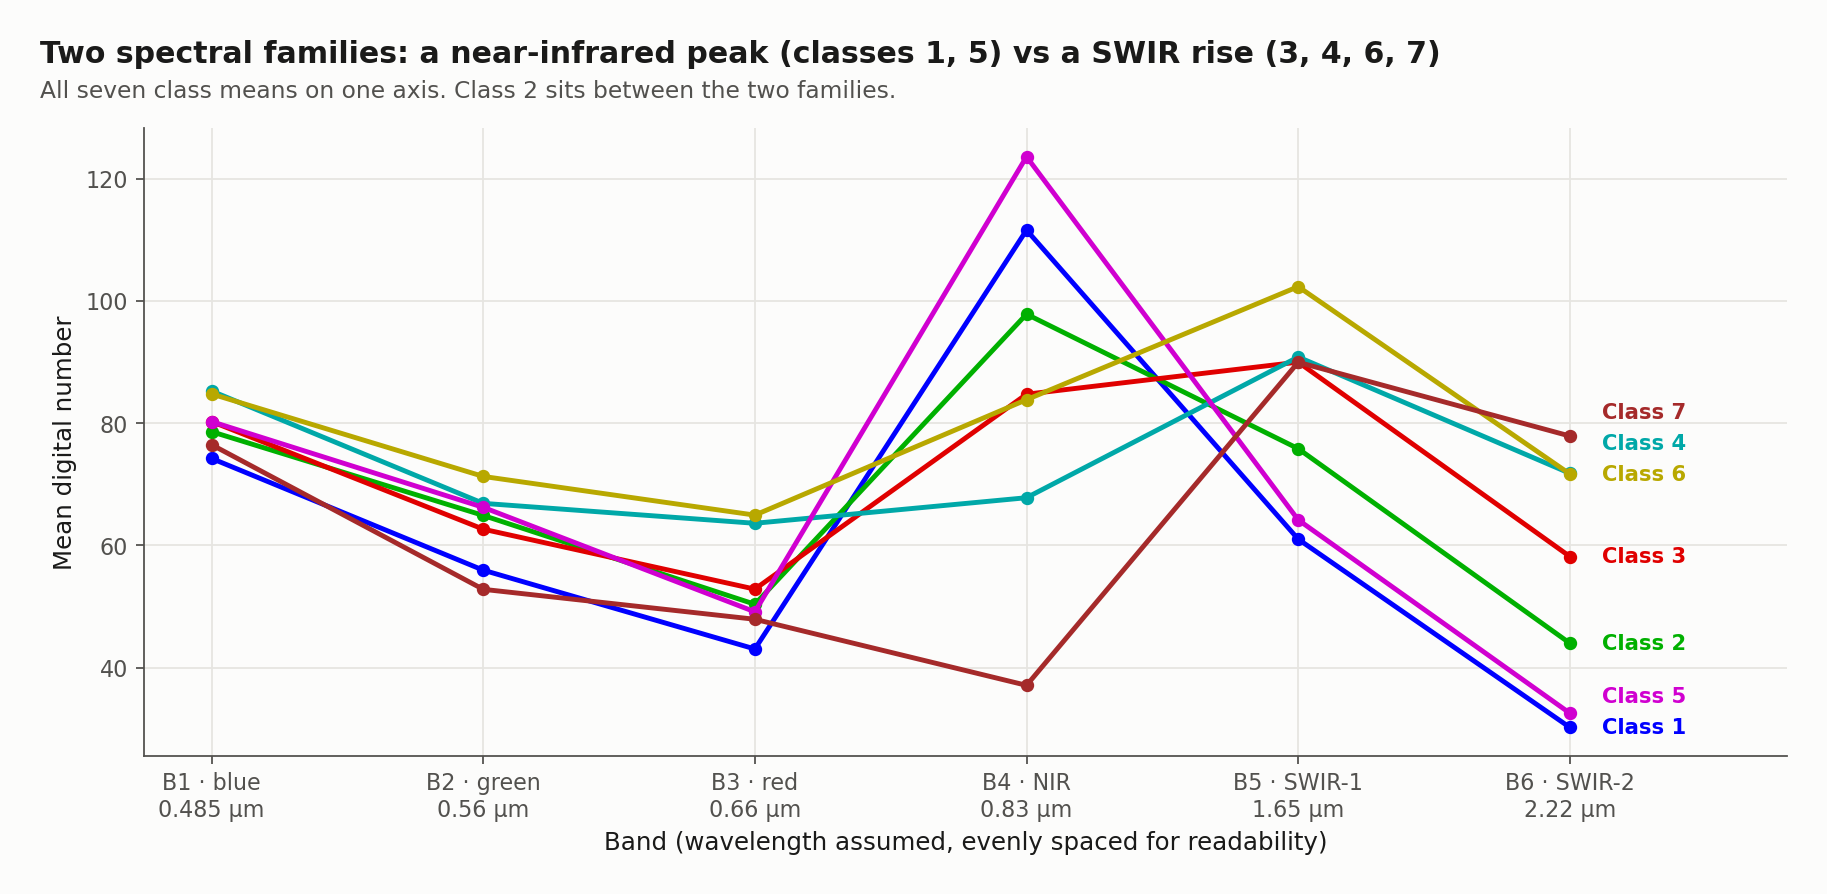 Two spectral families: a near-infrared peak (classes 1, 5) vs a SWIR rise (3, 4, 6, 7)
All seven class means on one axis. Class 2 sits between the two families.
Mean digital number
120
100
80
60
40
Class 7
Class 4
Class 6
Class 3
Class 2
Class 5
Class 1
B1 · blue
0.485 µm
B2 · green
0.56 µm
B3 · red
0.66 µm
B4 · NIR
0.83 µm
B5 · SWIR-1
1.65 µm
B6 · SWIR-2
2.22 µm
Band (wavelength assumed, evenly spaced for readability)